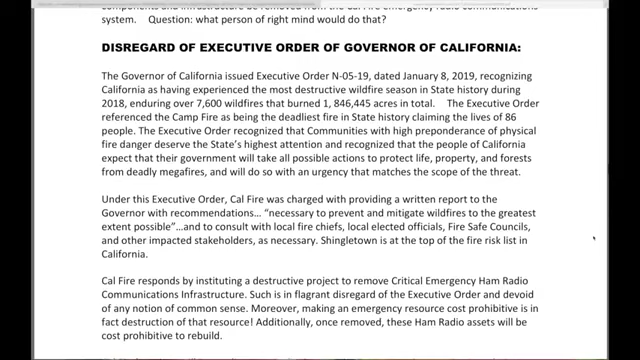 components and infrastructure be removed from the Cal Fire emergency radio communications
system. Question: what person of right mind would do that?
DISREGARD OF EXECUTIVE ORDER OF GOVERNOR OF CALIFORNIA:
The Governor of California issued Executive Order N-05-19, dated January 8, 2019, recognizing
California as having experienced the most destructive wildfire season in State history during
2018, enduring over 7,600 wildfires that burned 1, 846,445 acres in total. The Executive Order
referenced the Camp Fire as being the deadliest fire in State history claiming the lives of 86
people. The Executive Order recognized that Communities with high preponderance of physical
fire danger deserve the State's highest attention and recognized that the people of California
expect that their government will take all possible actions to protect life, property, and forests
from deadly megafires, and will do so with an urgency that matches the scope of the threat.
Under this Executive Order, Cal Fire was charged with providing a written report to the
Governor with recommendations... "necessary to prevent and mitigate wildfires to the greatest
extent possible"...and to consult with local fire chiefs, local elected officials, Fire Safe Councils,
and other impacted stakeholders, as necessary. Shingletown is at the top of the fire risk list in
California.
Cal Fire responds by instituting a destructive project to remove Critical Emergency Ham Radio
Communications Infrastructure. Such is in flagrant disregard of the Executive Order and devoid
of any notion of common sense. Moreover, making an emergency resource cost prohibitive is in
fact destruction of that resource! Additionally, once removed, these Ham Radio assets will be
cost prohibitive to rebuild.